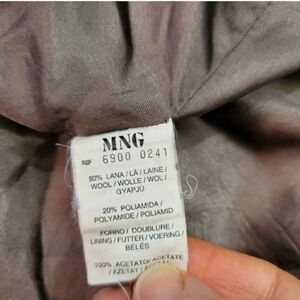 MNG
REF 6900 0241
80% LANA / LÃ / LAINE /
WOOL / WOLLE / WOL /
GYAPJÚ
20% POLIAMIDA /
POLYAMIDE / POLIAMID
FORRO / DOUBLURE /
LINING / FUTTER / VOERING /
BÉLÉS
100% ACETATO / ACETATE
/ AZETAT /